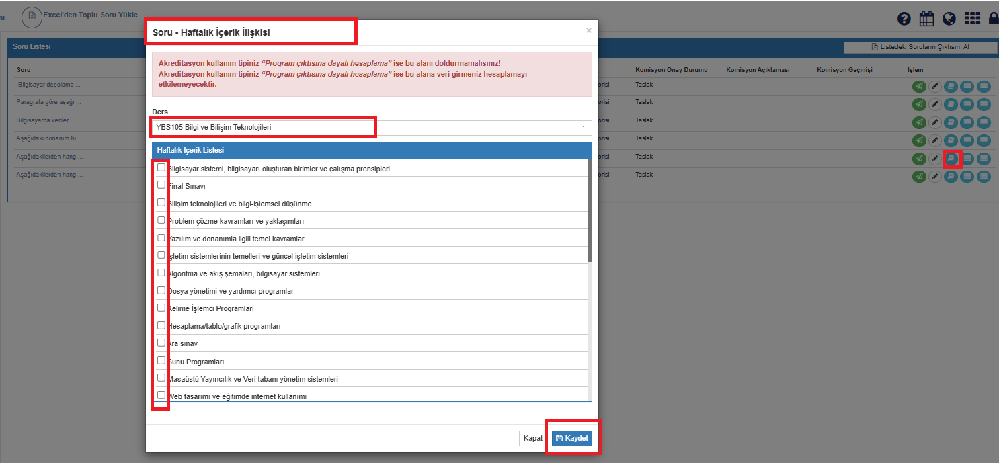 ni
Excel'den Toplu Soru Yükle
Soru Listesi
Listedeki Soruların Çıktısını Al
Soru
Komisyon Onay Durumu
Komisyon Açıklaması
Komisyon Geçmişi
İşlem
Bilgisayar depolama ...
orisi
Taslak
Paragrafa göre aşağı ...
orisi
Taslak
Bilgisayarda veriler ...
orisi
Taslak
Aşağıdaki donanım bi ...
orisi
Taslak
Aşağıdakilerden hang ...
orisi
Taslak
Aşağıdakilerden hang ...
orisi
Taslak
Soru - Haftalık İçerik İlişkisi
×
Akreditasyon kullanım tipiniz “Program çıktısına dayalı hesaplama” ise bu alanı doldurmamalısınız!
Akreditasyon kullanım tipiniz “Program çıktısına dayalı hesaplama” ise bu alana veri girmeniz hesaplamayı
etkilemeyecektir.
Ders
YBS105 Bilgi ve Bilişim Teknolojileri
Haftalık İçerik Listesi
Bilgisayar sistemi, bilgisayarı oluşturan birimler ve çalışma prensipleri
Final Sınavı
Bilişim teknolojileri ve bilgi-işlemsel düşünme
Problem çözme kavramları ve yaklaşımları
Yazılım ve donanımla ilgili temel kavramlar
İşletim sistemlerinin temelleri ve güncel işletim sistemleri
Algoritma ve akış şemaları, bilgisayar sistemleri
Dosya yönetimi ve yardımcı programlar
Kelime İşlemci Programları
Hesaplama/tablo/grafik programları
Ara sınav
Sunu Programları
Masaüstü Yayıncılık ve Veri tabanı yönetim sistemleri
Web tasarımı ve eğitimde internet kullanımı
Kapat
Kaydet